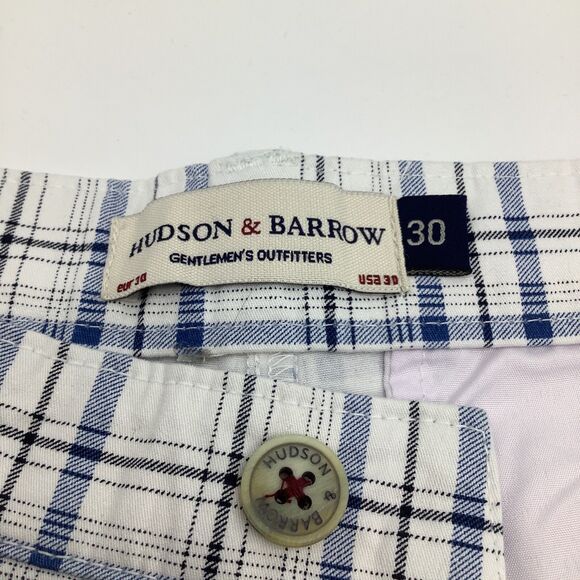 HUDSON & BARROW
GENTLEMEN'S OUTFITTERS
eur 30
USA 30
30
HUDSON
& BARROW